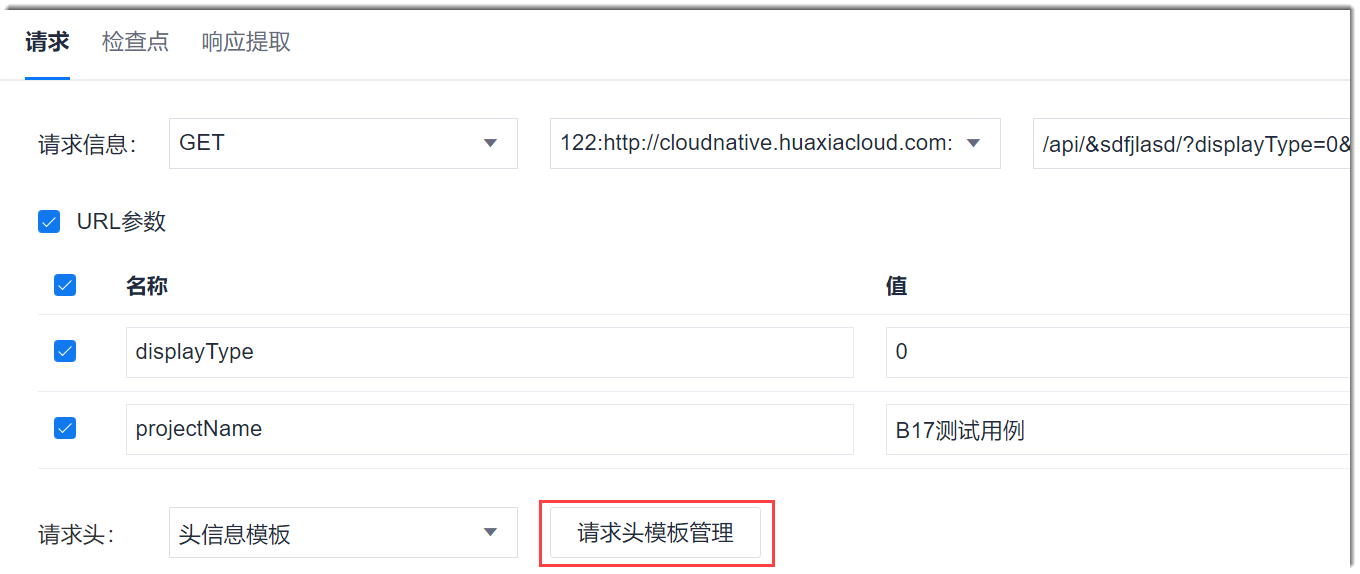 请求 检查点 响应提取
请求信息： GET 122:http://cloudnative.huaxiacloud.com: /api/&sdfjlasd/?displayType=0&
URL参数
名称 值
displayType 0
projectName B17测试用例
请求头： 头信息模板 请求头模板管理